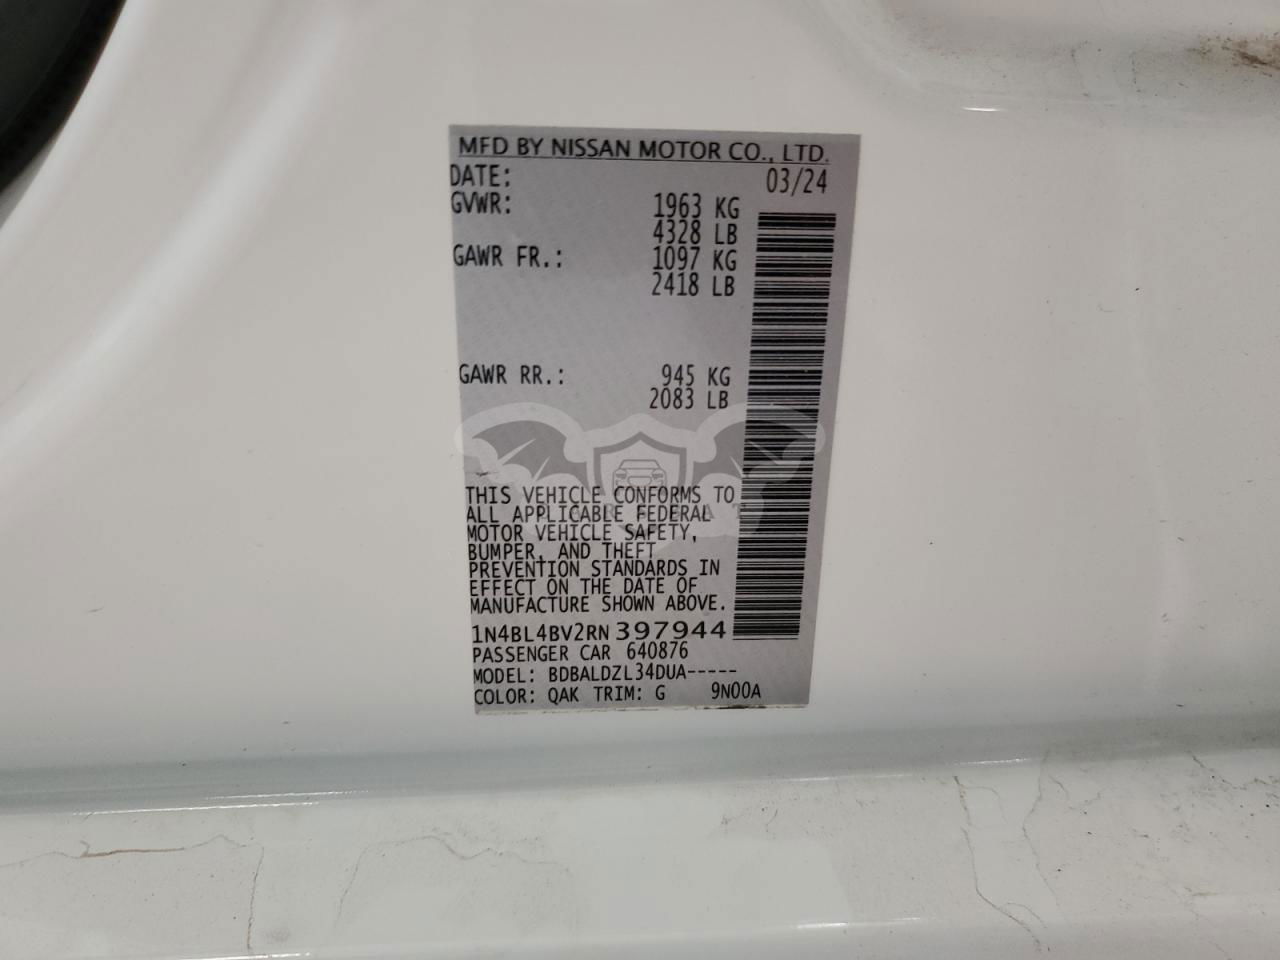 MFD BY NISSAN MOTOR CO., LTD.
DATE: 03/24
GVWR: 1963 KG
4328 LB
GAWR FR.: 1097 KG
2418 LB
GAWR RR.: 945 KG
2083 LB
THIS VEHICLE CONFORMS TO
ALL APPLICABLE FEDERAL
MOTOR VEHICLE SAFETY,
BUMPER, AND THEFT
PREVENTION STANDARDS IN
EFFECT ON THE DATE OF
MANUFACTURE SHOWN ABOVE.
1N4BL4BV2RN397944
PASSENGER CAR 640876
MODEL: BDBALDZL34DUA-----
COLOR: QAK TRIM: G 9N00A